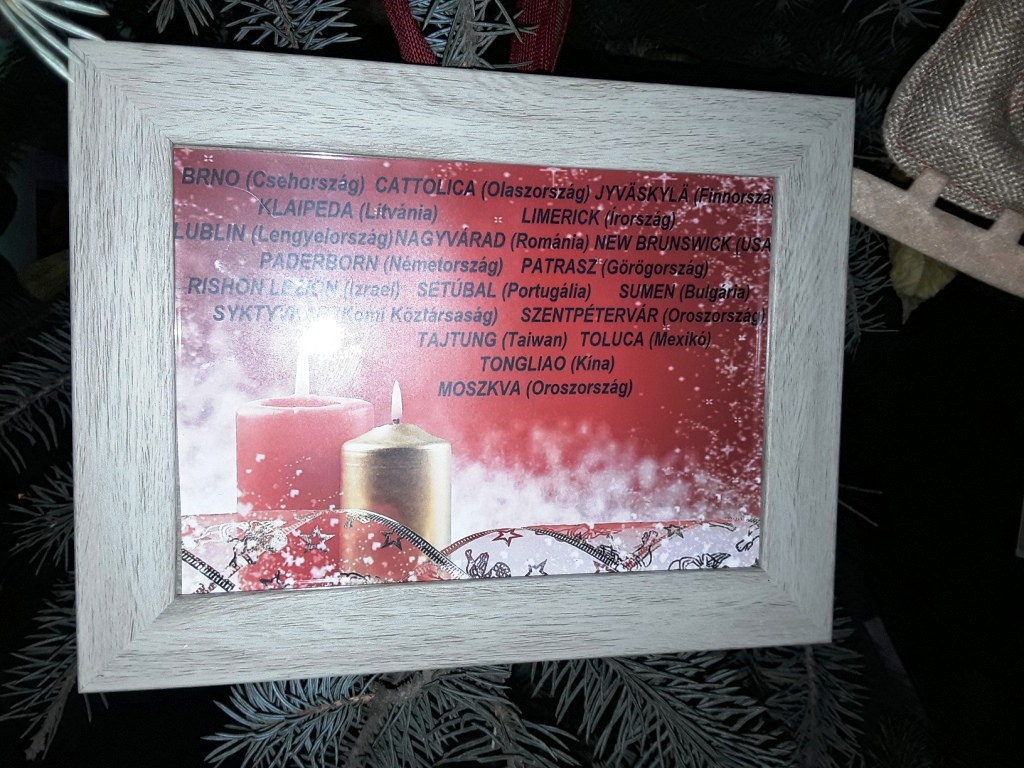 BRNO (Csehország) CATTOLICA (Olaszország) JYVÄSKYLÄ (Finnorszá
KLAIPEDA (Litvánia) LIMERICK (Írország)
LUBLIN (Lengyelország) NAGYVÁRAD (Románia) NEW BRUNSWICK (USA
PADERBORN (Németország) PATRASZ (Görögország)
RISHON LEZION (Izrael) SETÚBAL (Portugália) SUMEN (Bulgária)
(Komi Köztársaság) SZENTPÉTERVÁR (Oroszország)
TAJTUNG (Taiwan) TOLUCA (Mexikó)
TONGLIAO (Kína)
MOSZKVA (Oroszország)